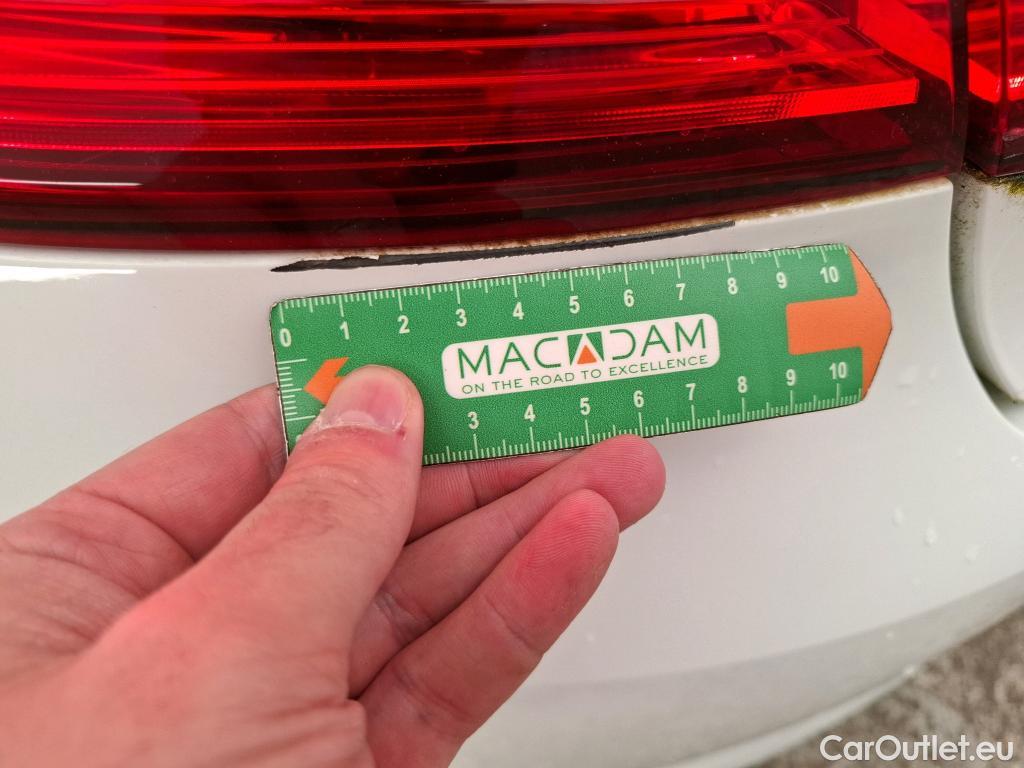 0 1 2 3 4 5 6 7 8 9 10
MACADAM
ON THE ROAD TO EXCELLENCE
3 4 5 6 7 8 9 10
CarOutlet.eu